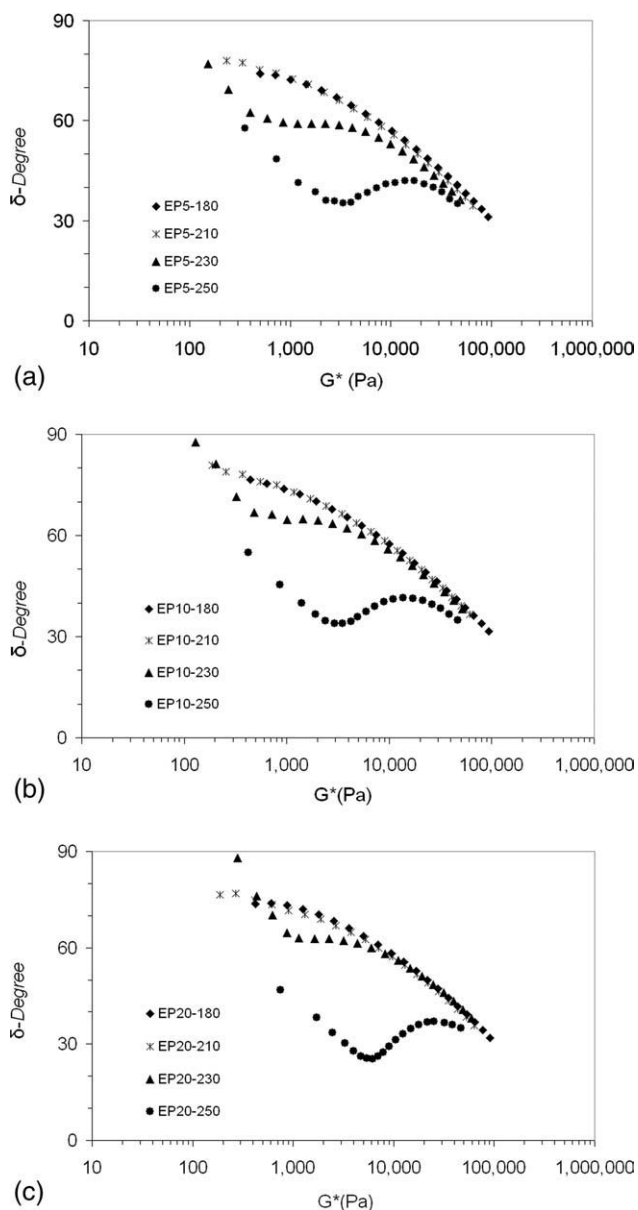 90
60
30
0
δ-Degree
EP5-180
EP5-210
EP5-230
EP5-250
10 100 1,000 10,000 100,000 1,000,000
(a)
G* (Pa)
90
60
30
0
δ-Degree
EP10-180
EP10-210
EP10-230
EP10-250
10 100 1,000 10,000 100,000 1,000,000
(b)
G*(Pa)
90
60
30
0
δ-Degree
EP20-180
EP20-210
EP20-230
EP20-250
10 100 1,000 10,000 100,000 1,000,000
(c)
G*(Pa)